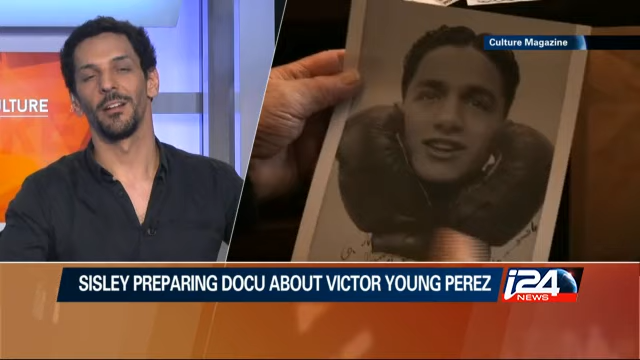 Culture Magazine
ULTURE
SISLEY PREPARING DOCU ABOUT VICTOR YOUNG PEREZ
i24
NEWS